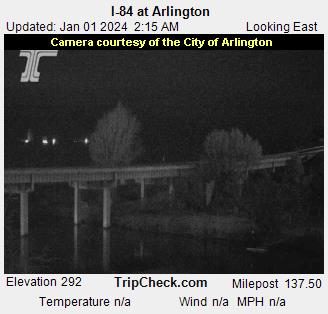 I-84 at Arlington
Updated: Jan 01 2024 2:15 AM Looking East
Camera courtesy of the City of Arlington
Elevation 292 TripCheck.com Milepost 137.50
Temperature n/a Wind n/a MPH n/a